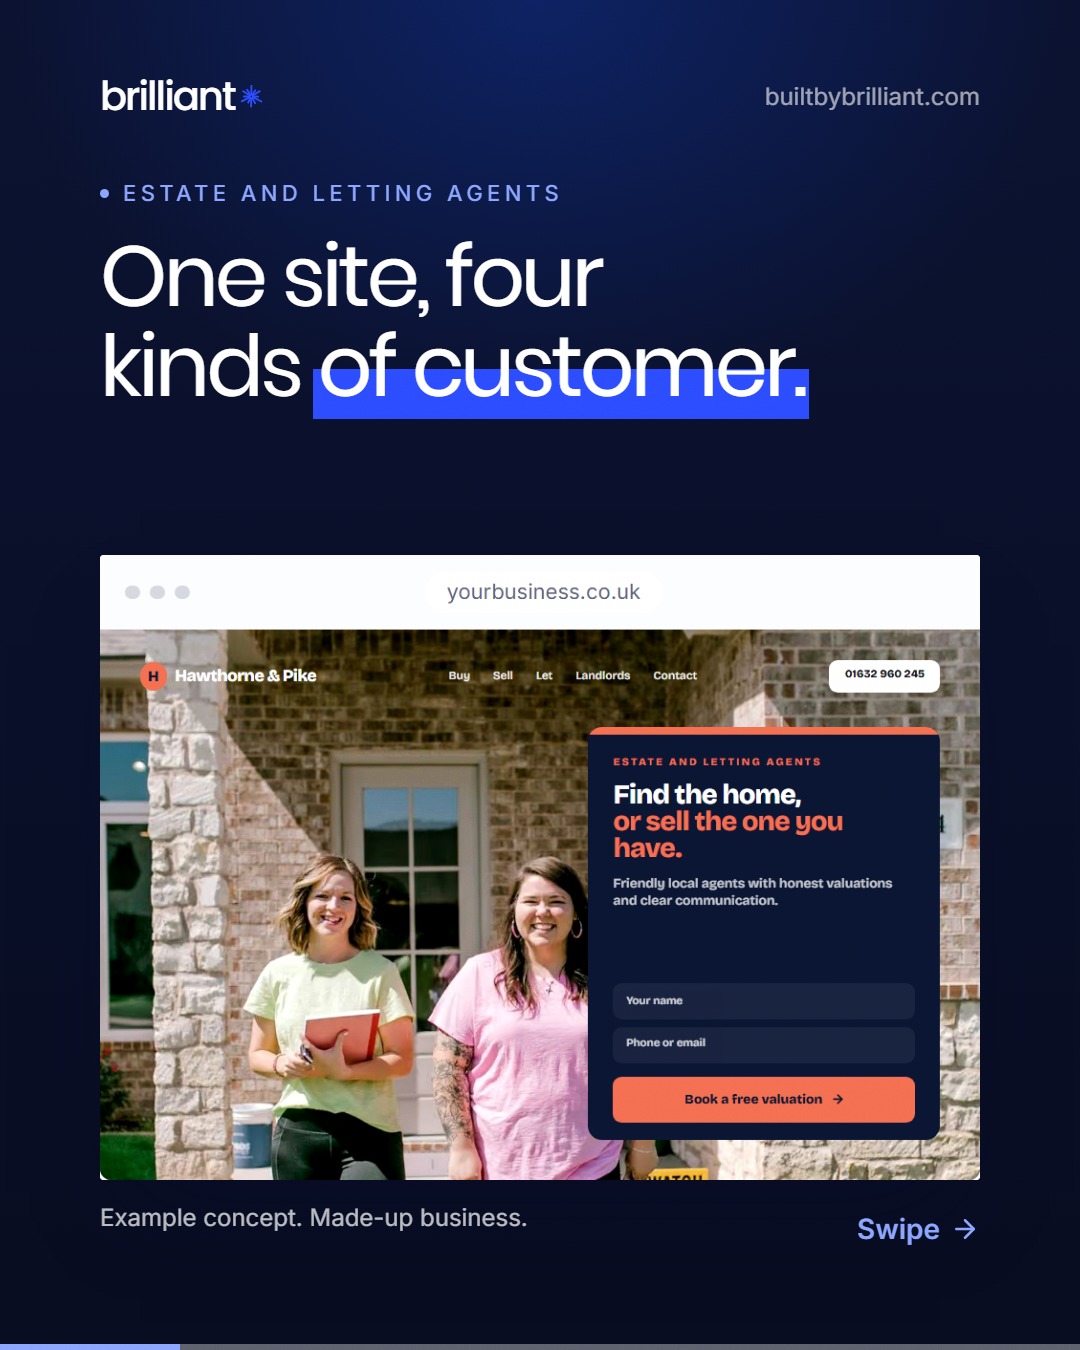 brilliant
builtbybrilliant.com
ESTATE AND LETTING AGENTS
One site, four
kinds of customer.
yourbusiness.co.uk
H Hawthorne & Pike
Buy Sell Let Landlords Contact
01632 960 245
ESTATE AND LETTING AGENTS
Find the home,
or sell the one you
have.
Friendly local agents with honest valuations
and clear communication.
Your name
Phone or email
Book a free valuation →
Example concept. Made-up business.
Swipe →